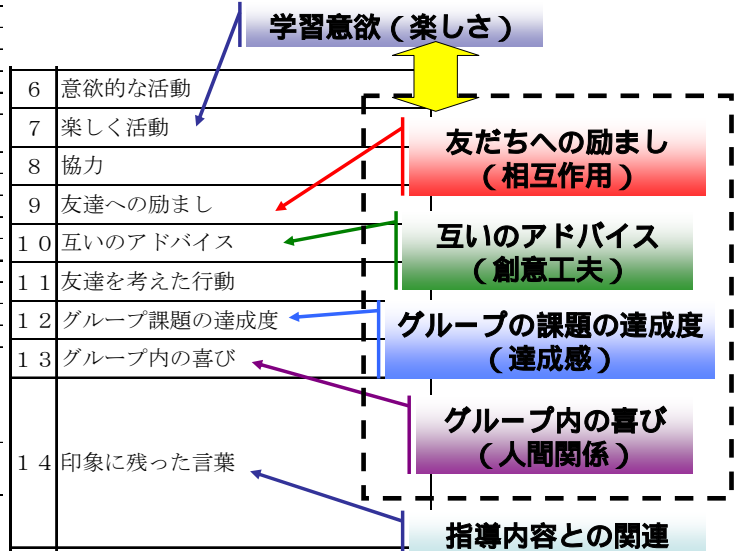 学習意欲（楽しさ）
6 意欲的な活動
7 楽しく活動
8 協力
9 友達への励まし
10 互いのアドバイス
11 友達を考えた行動
12 グループ課題の達成度
13 グループ内の喜び
14 印象に残った言葉
友だちへの励まし
（相互作用）
互いのアドバイス
（創意工夫）
グループの課題の達成度
（達成感）
グループ内の喜び
（人間関係）
指導内容との関連